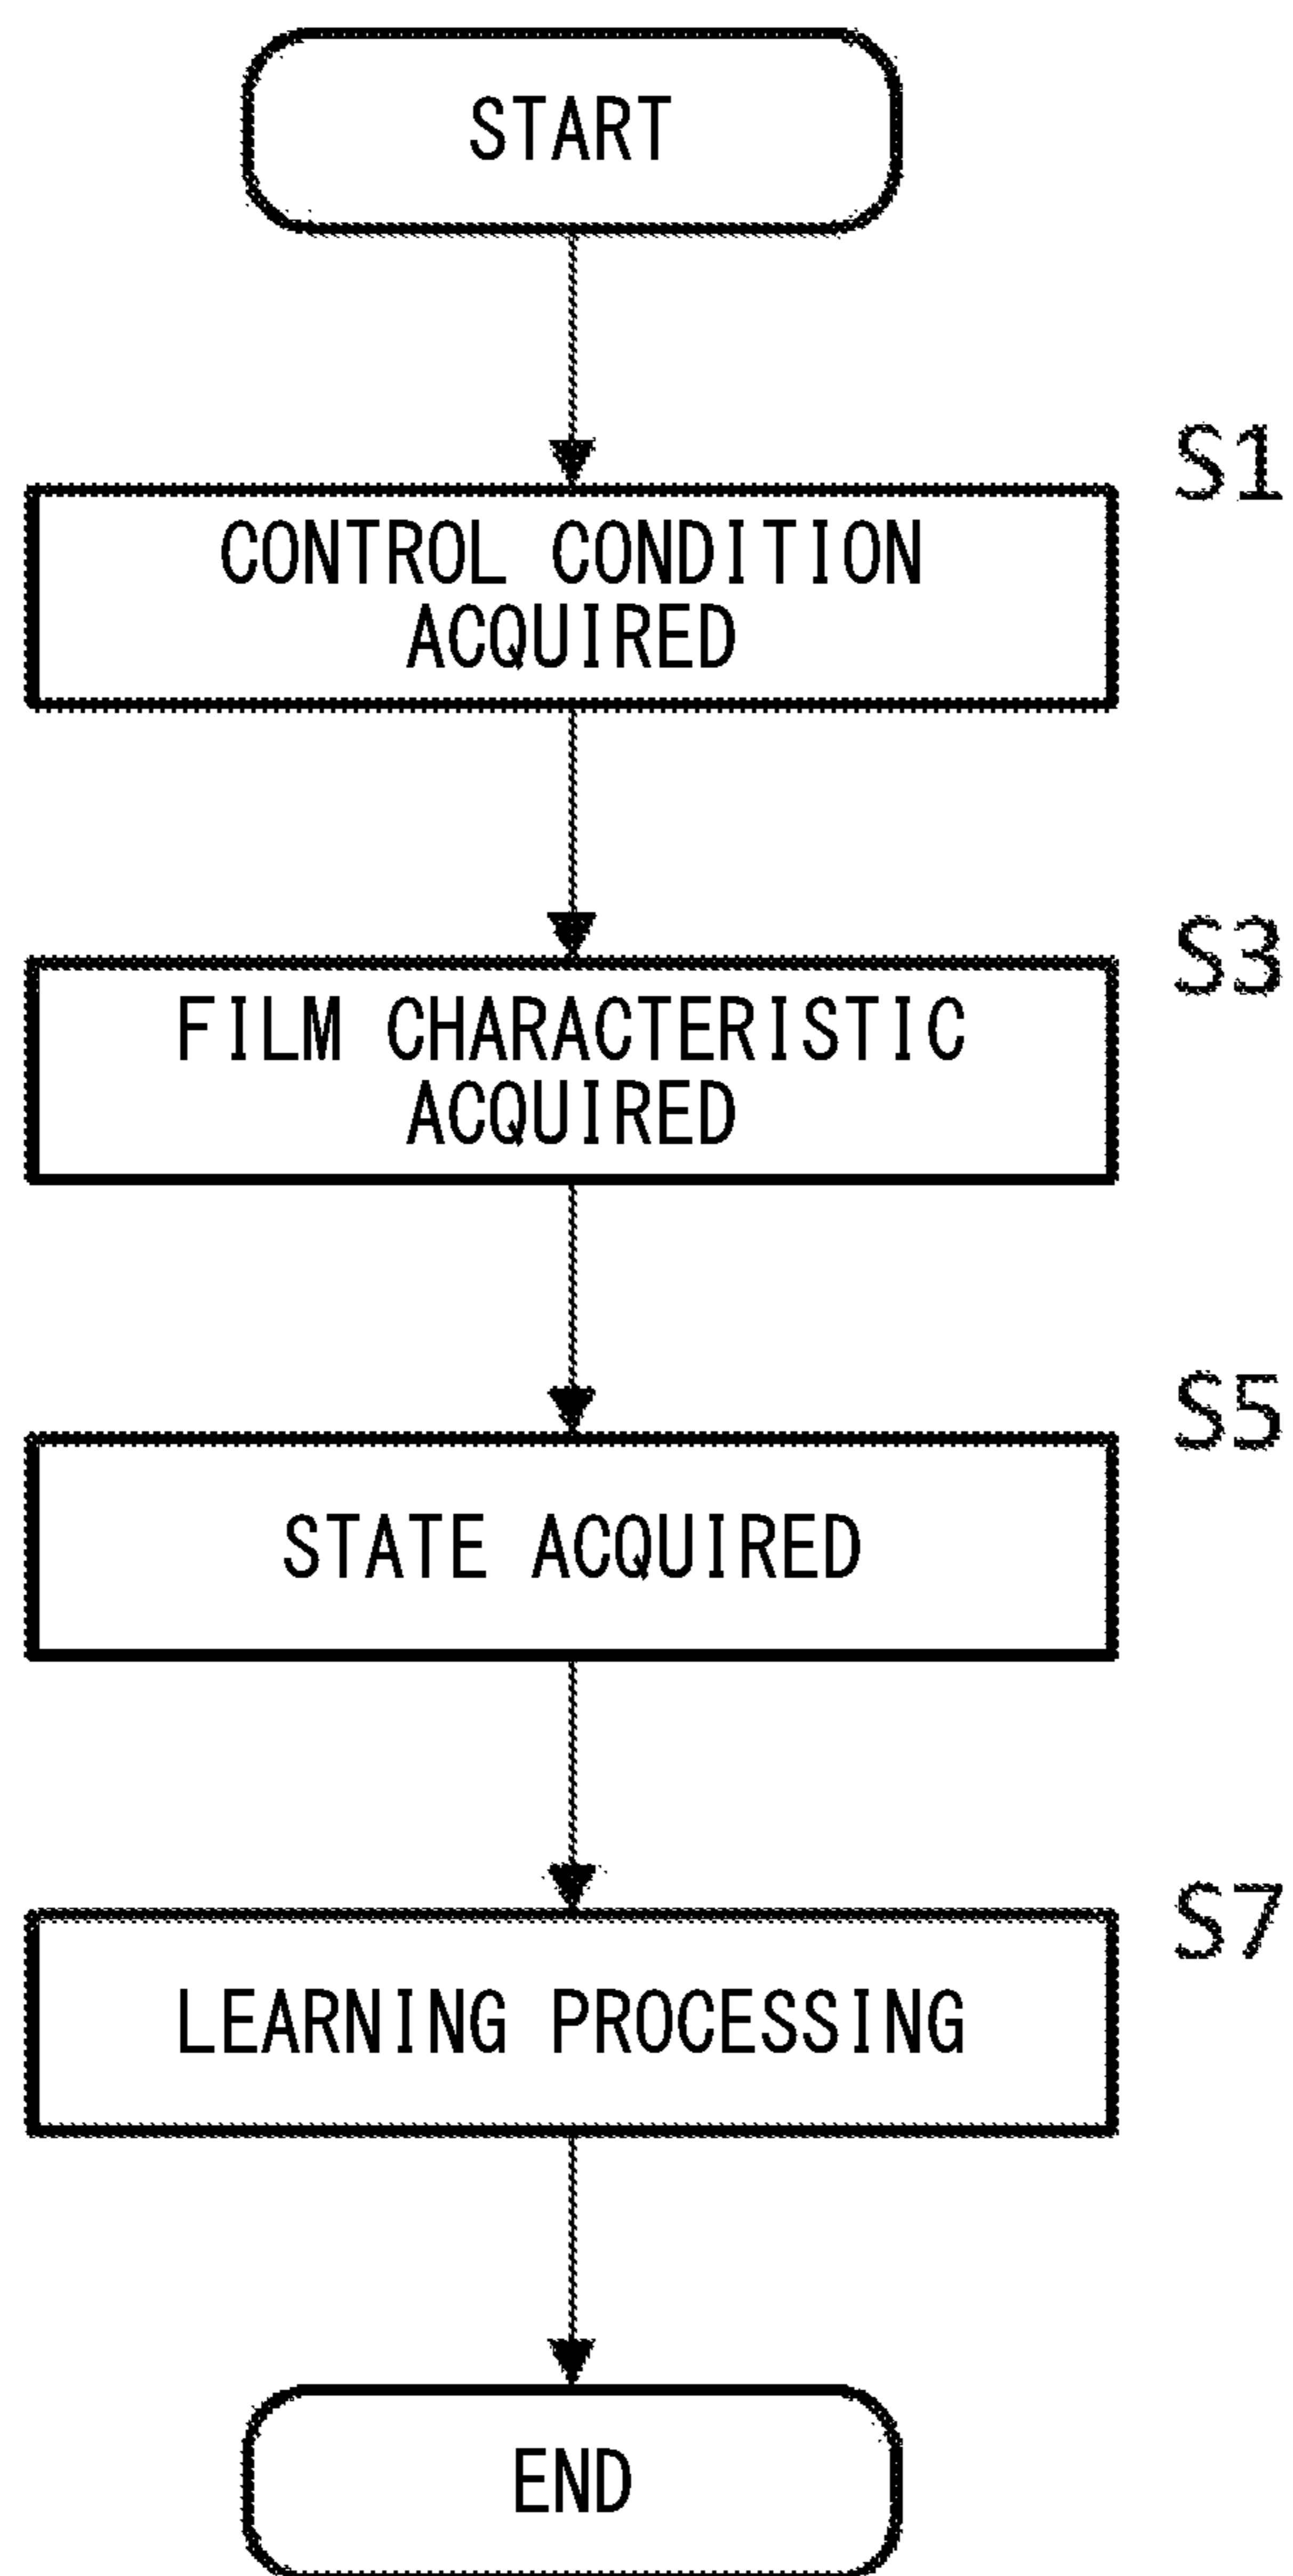 START
S1
CONTROL CONDITION
ACQUIRED
S3
FILM CHARACTERISTIC
ACQUIRED
S5
STATE ACQUIRED
S7
LEARNING PROCESSING
END